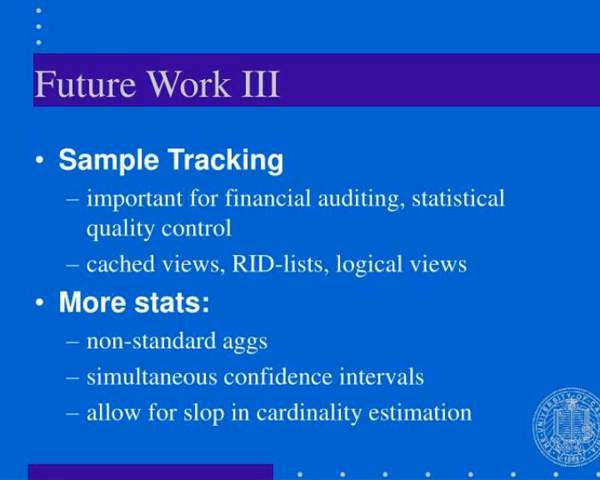 Future Work III
• Sample Tracking
– important for financial auditing, statistical
quality control
– cached views, RID-lists, logical views
• More stats:
– non-standard aggs
– simultaneous confidence intervals
– allow for slop in cardinality estimation